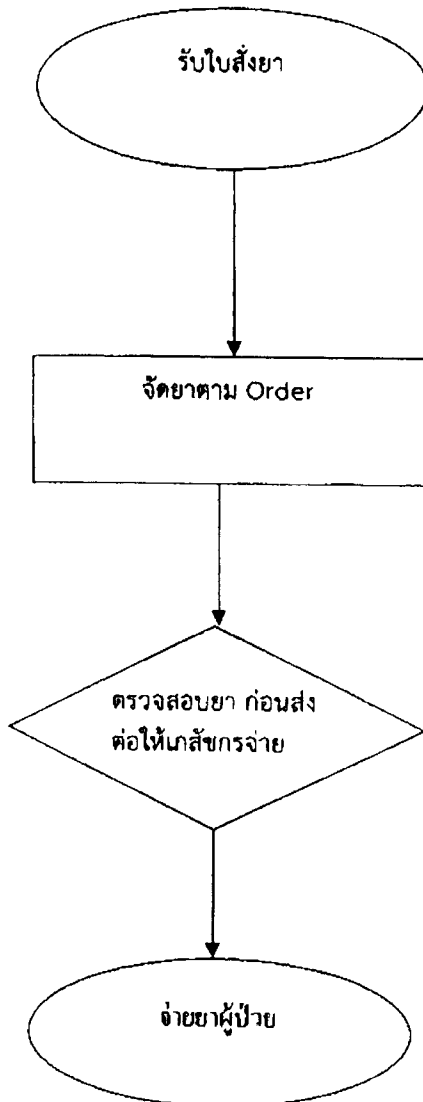 รับใบสั่งยา
จัดยาตาม Order
ตรวจสอบยา ก่อนส่ง
ต่อให้เภสัชกรจ่าย
จ่ายยาผู้ป่วย